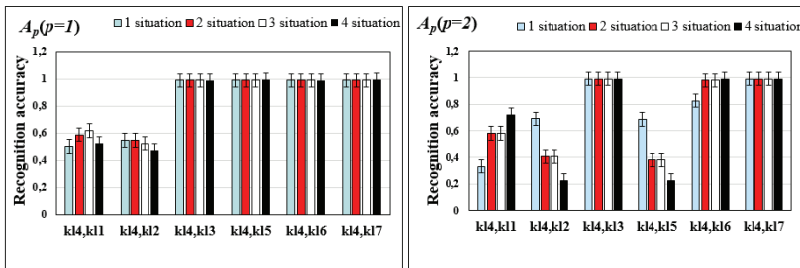 A_p(p=1)
1 situation 2 situation 3 situation 4 situation
Recognition accuracy
1,2
1
0,8
0,6
0,4
0,2
0
kl4,kl1 kl4,kl2 kl4,kl3 kl4,kl5 kl4,kl6 kl4,kl7
A_p(p=2)
1 situation 2 situation 3 situation 4 situation
Recognition accuracy
1,2
1
0,8
0,6
0,4
0,2
0
kl4,kl1 kl4,kl2 kl4,kl3 kl4,kl5 kl4,kl6 kl4,kl7